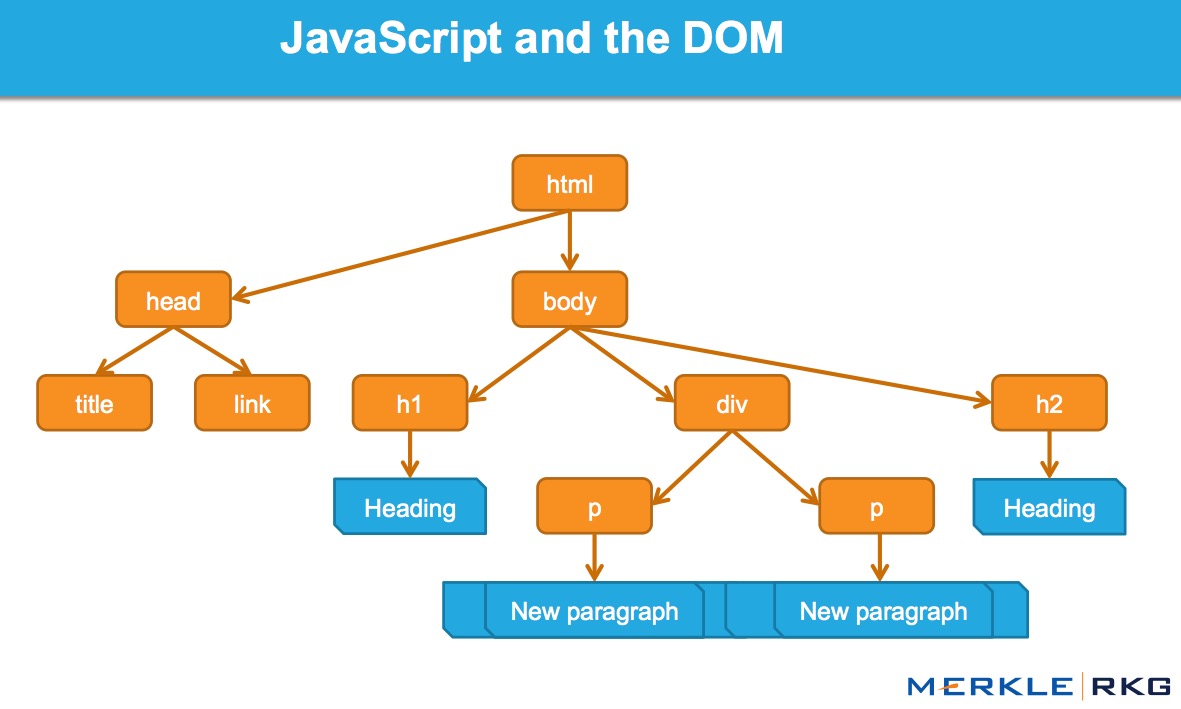 JavaScript and the DOM
html
head
body
title
link
h1
div
h2
Heading
p
p
Heading
New paragraph
New paragraph
MERKLE RKG